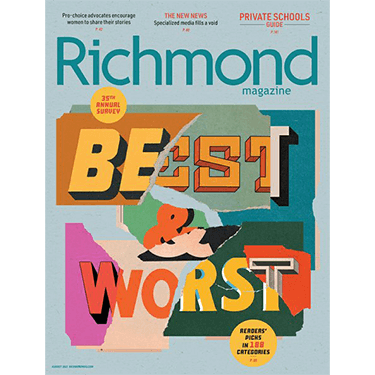 Pro-choice advocates encourage
women to share their stories
THE NEW NEWS
Specialized media fills a void
PRIVATE SCHOOLS
GUIDE
Richmond
magazine
35TH
ANNUAL
SURVEY
BEST
&
WORST
READERS'
PICKS
IN 100
CATEGORIES